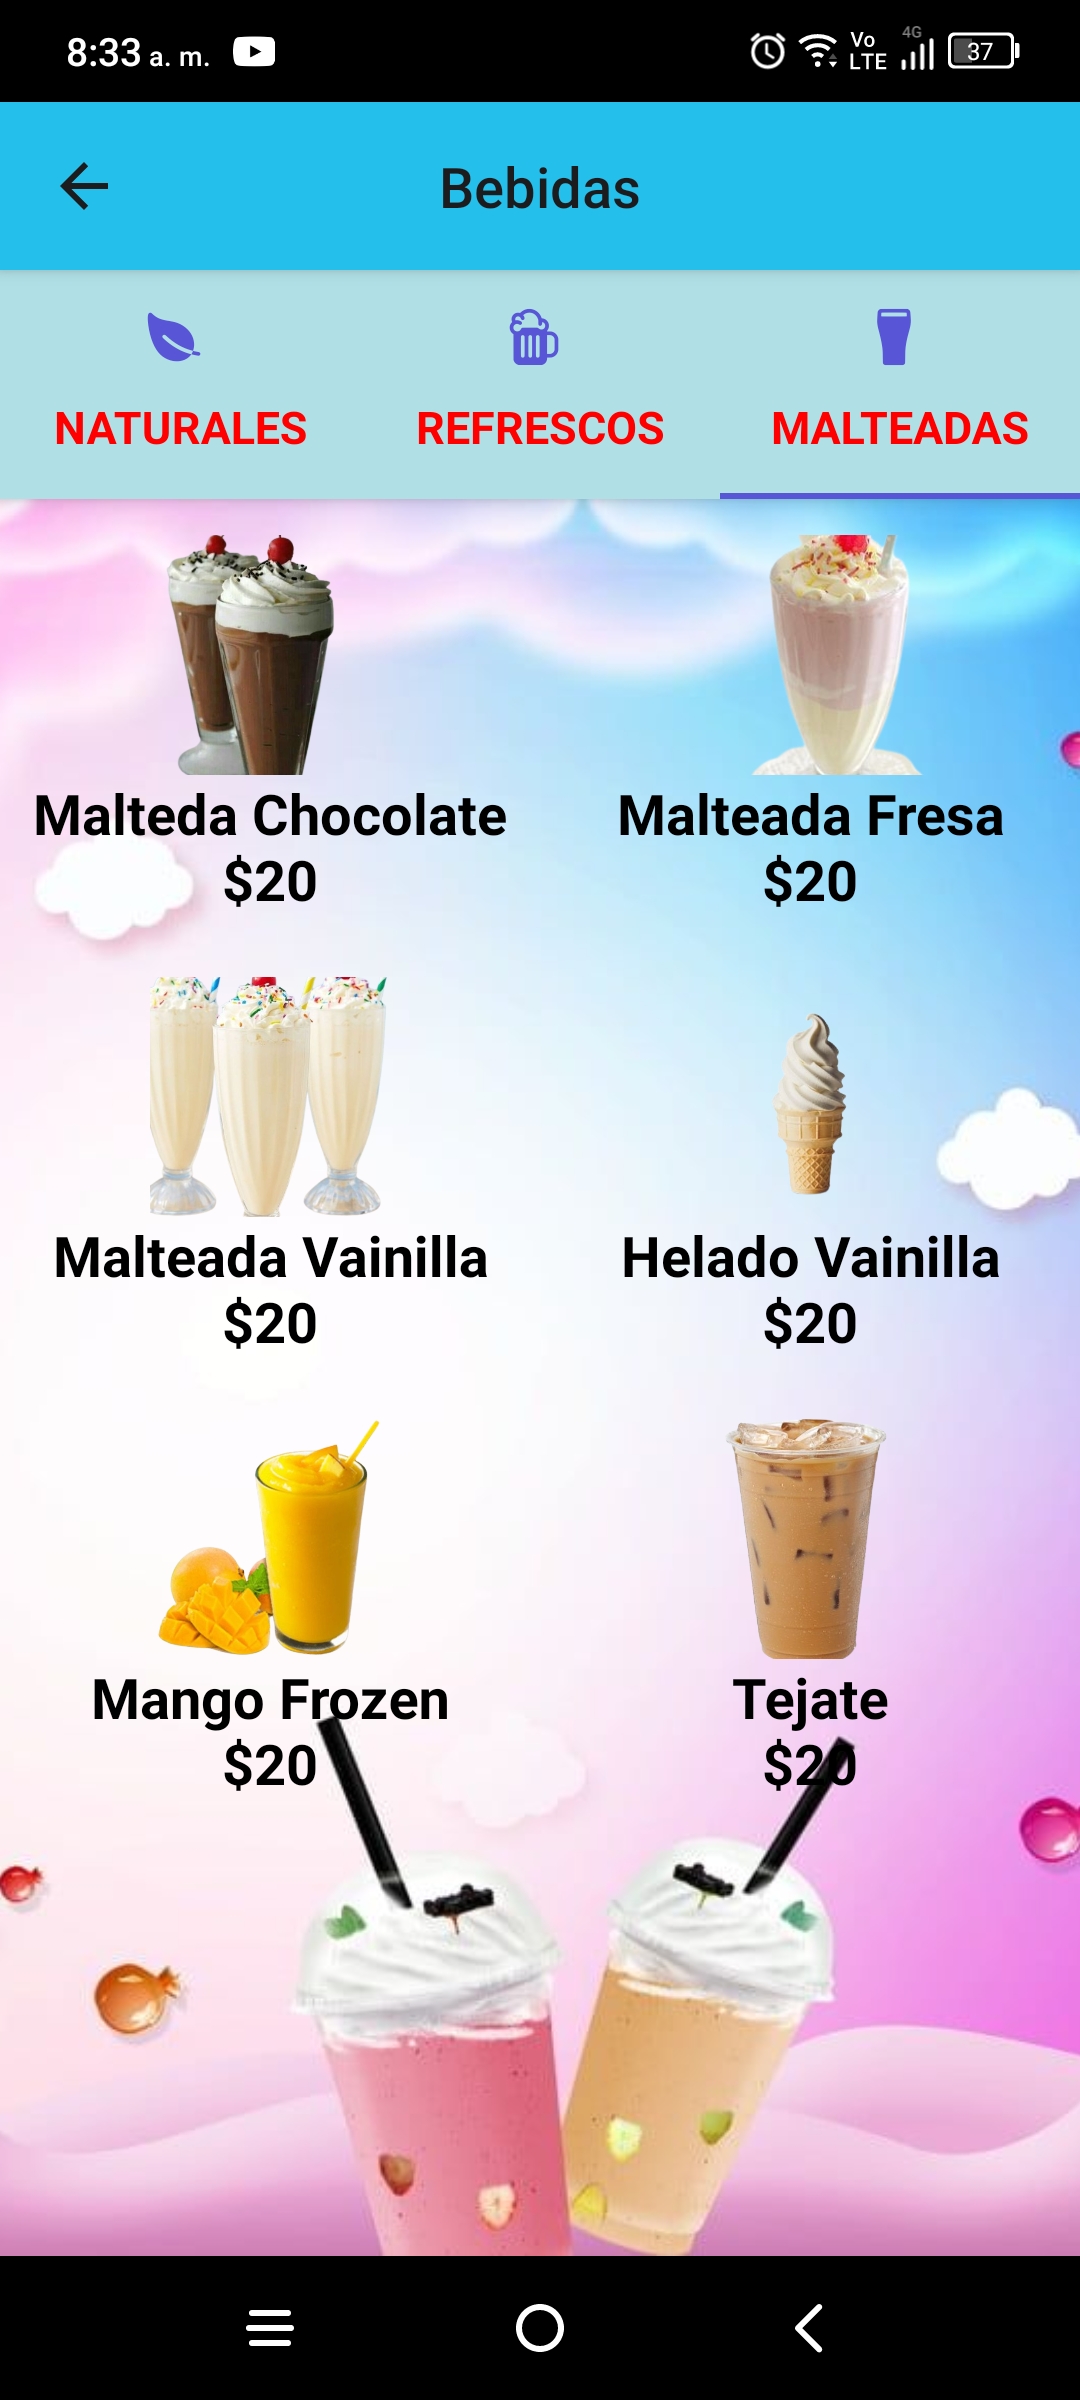 8:33 a. m.
Vo
LTE
4G
37
Bebidas
NATURALES
REFRESCOS
MALTEADAS
Malteda Chocolate
$20
Malteada Fresa
$20
Malteada Vainilla
$20
Helado Vainilla
$20
Mango Frozen
$20
Tejate
$20